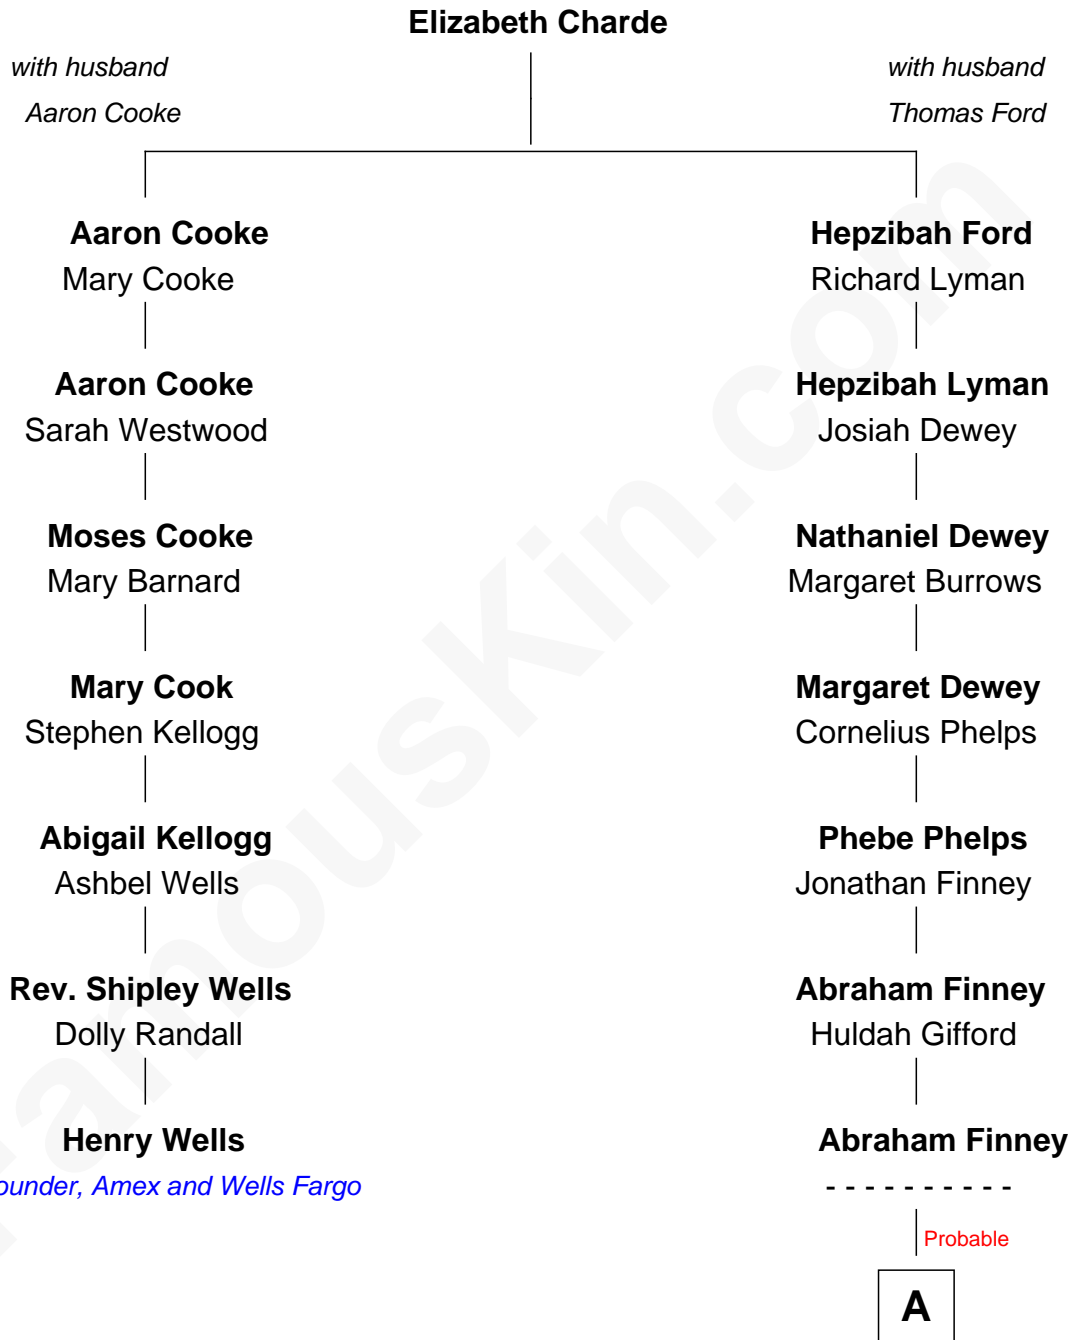 Elizabeth Charde
with husband
Aaron Cooke
with husband
Thomas Ford
Aaron Cooke
Mary Cooke
Hepzibah Ford
Richard Lyman
Aaron Cooke
Sarah Westwood
Hepzibah Lyman
Josiah Dewey
Moses Cooke
Mary Barnard
Nathaniel Dewey
Margaret Burrows
Mary Cook
Stephen Kellogg
Margaret Dewey
Cornelius Phelps
Abigail Kellogg
Ashbel Wells
Phebe Phelps
Jonathan Finney
Rev. Shipley Wells
Dolly Randall
Abraham Finney
Huldah Gifford
Henry Wells
ounder, Amex and Wells Fargo
Abraham Finney
- - - - - - - - - -
Probable
A
FamousKin.com